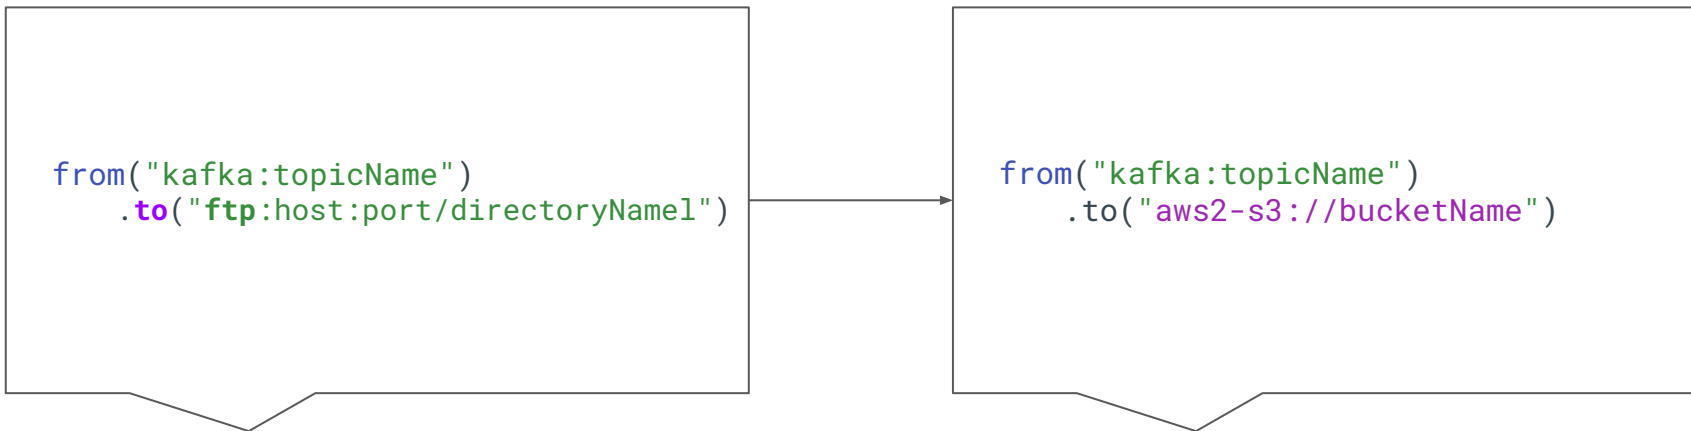 from("kafka:topicName")
.to("ftp:host:port/directoryNamel")
from("kafka:topicName")
.to("aws2-s3://bucketName")